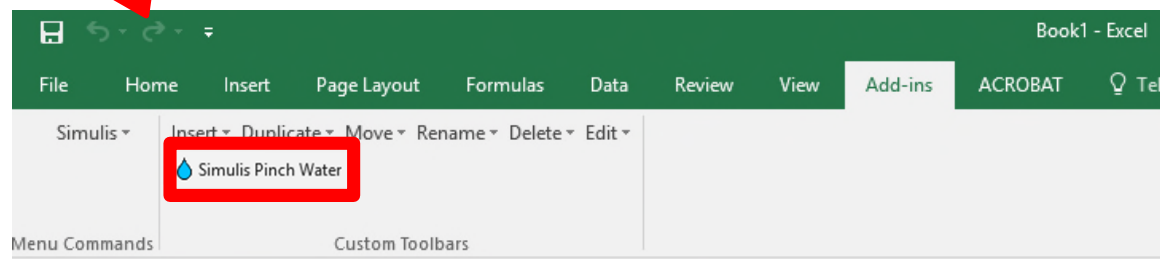 Book1 - Excel
File Home Insert Page Layout Formulas Data Review View Add-ins ACROBAT Tel
Simulis Insert Duplicate Move Rename Delete Edit
Simulis Pinch Water
Menu Commands Custom Toolbars